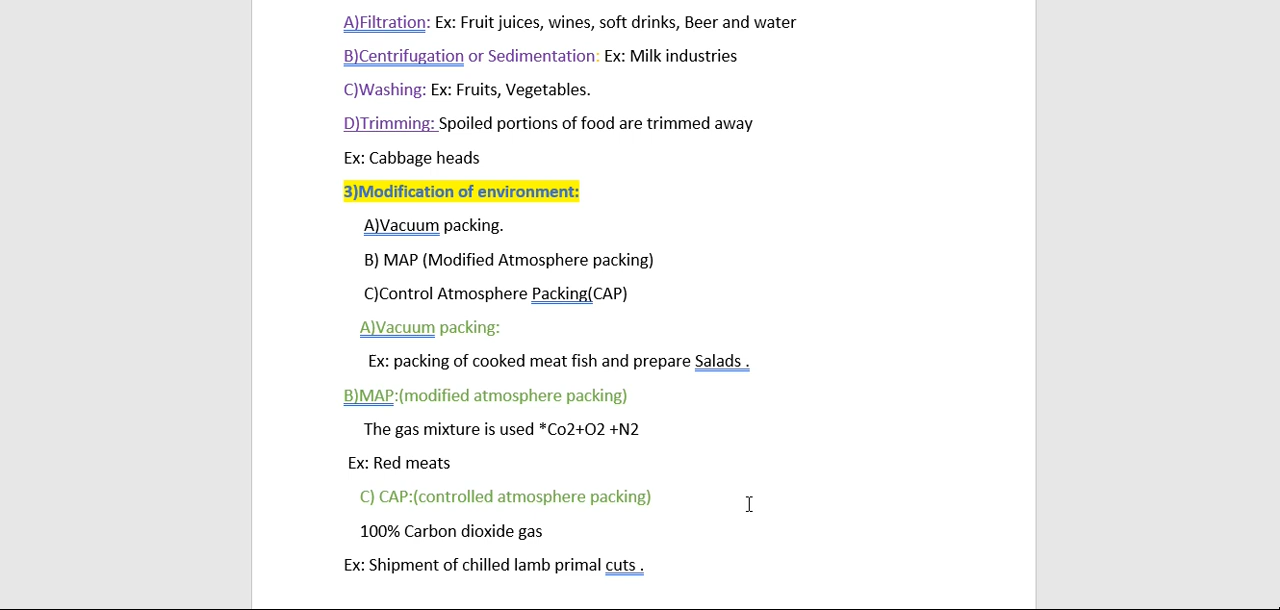 A)Filtration: Ex: Fruit juices, wines, soft drinks, Beer and water
B)Centrifugation or Sedimentation: Ex: Milk industries
C)Washing: Ex: Fruits, Vegetables.
D)Trimming: Spoiled portions of food are trimmed away
Ex: Cabbage heads
3)Modification of environment:
A)Vacuum packing.
B) MAP (Modified Atmosphere packing)
C)Control Atmosphere Packing(CAP)
A)Vacuum packing:
Ex: packing of cooked meat fish and prepare Salads .
B)MAP:(modified atmosphere packing)
The gas mixture is used *Co2+O2 +N2
Ex: Red meats
C) CAP:(controlled atmosphere packing)
100% Carbon dioxide gas
Ex: Shipment of chilled lamb primal cuts .